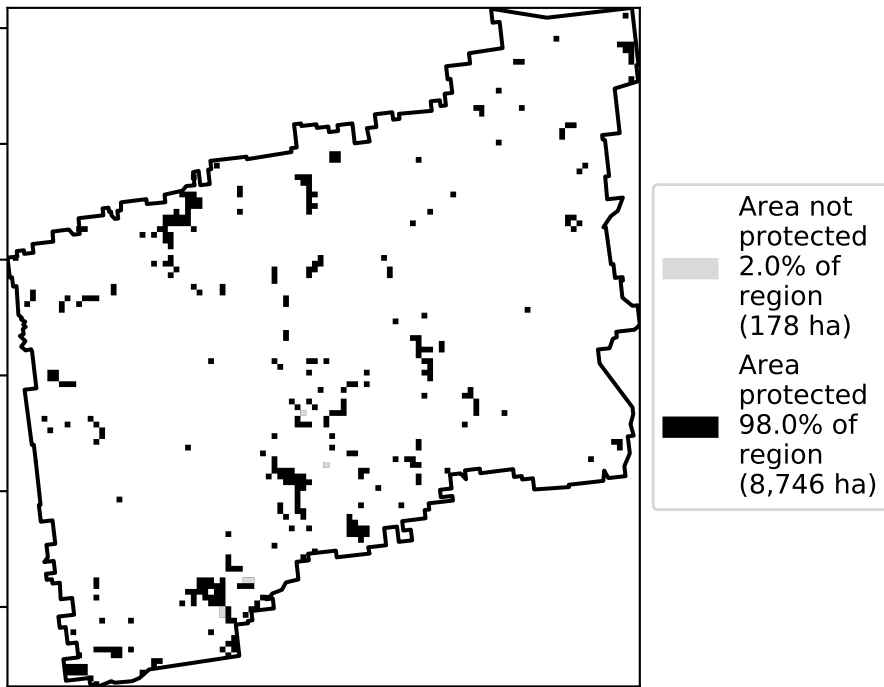 Area not
protected
2.0% of
region
(178 ha)
Area
protected
98.0% of
region
(8,746 ha)